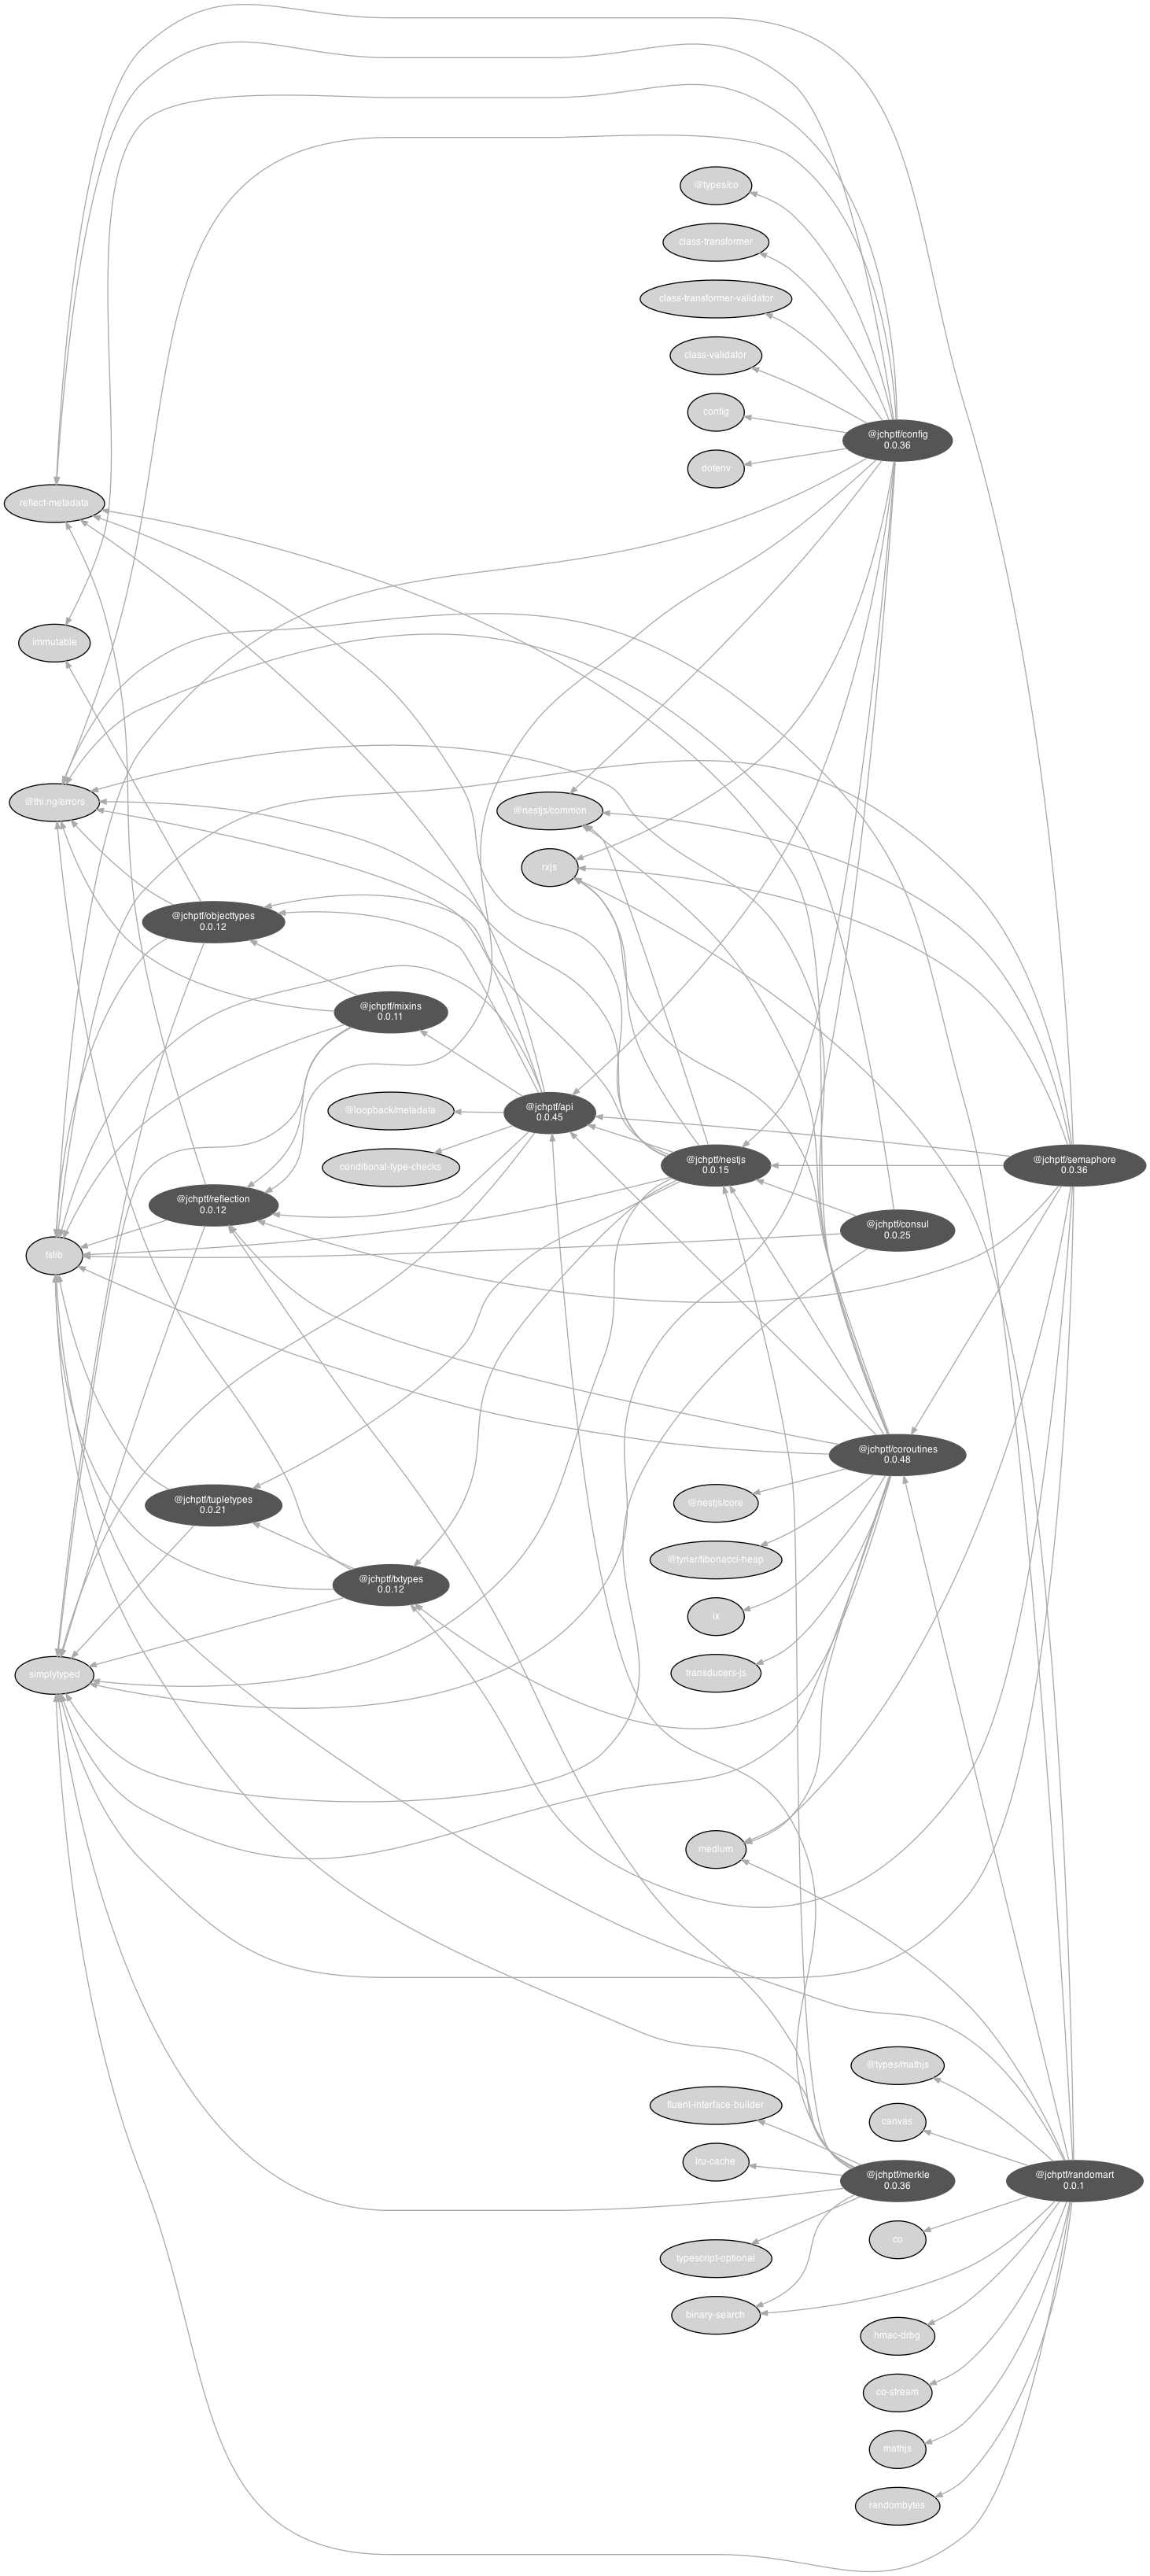 @types/co
class-transformer
class-transformer-validator
class-validator
config
@jchptf/config
0.0.36
dotenv
reflect-metadata
immutable
@thi.ng/errors
@nestjs/common
rxjs
@jchptf/objecttypes
0.0.12
@jchptf/mixins
0.0.11
@loopback/metadata
@jchptf/api
0.0.45
conditional-type-checks
@jchptf/nestjs
0.0.15
@jchptf/semaphore
0.0.36
@jchptf/reflection
0.0.12
@jchptf/consul
0.0.25
tslib
@jchptf/coroutines
0.0.48
@jchptf/tupletypes
0.0.21
@nestjs/core
@tyriar/fibonacci-heap
@jchptf/txtypes
0.0.12
ix
simplytyped
transducers-js
medium
@types/mathjs
fluent-interface-builder
canvas
lru-cache
@jchptf/merkle
0.0.36
@jchptf/randomart
0.0.1
co
typescript-optional
binary-search
hmac-drbg
co-stream
mathjs
randombytes